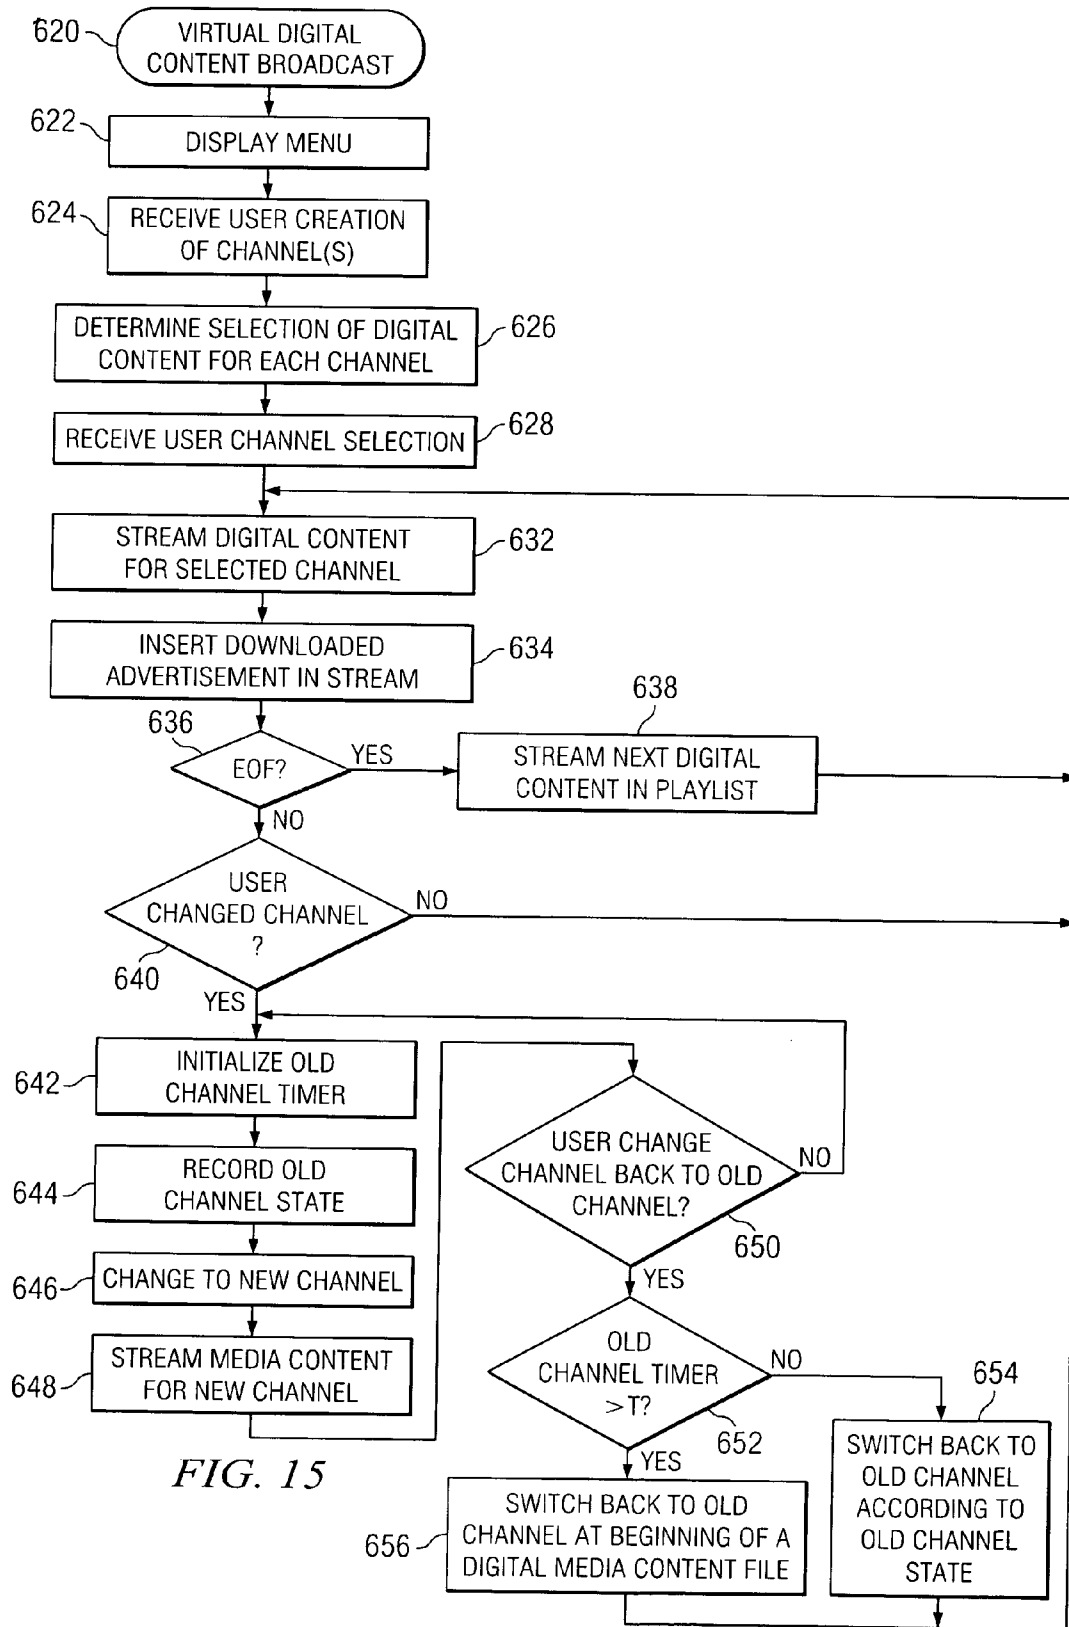 620
VIRTUAL DIGITAL
CONTENT BROADCAST
622
DISPLAY MENU
624
RECEIVE USER CREATION
OF CHANNEL(S)
DETERMINE SELECTION OF DIGITAL
CONTENT FOR EACH CHANNEL
626
RECEIVE USER CHANNEL SELECTION
628
STREAM DIGITAL CONTENT
FOR SELECTED CHANNEL
632
INSERT DOWNLOADED
ADVERTISEMENT IN STREAM
634
636
EOF?
YES
NO
638
STREAM NEXT DIGITAL
CONTENT IN PLAYLIST
USER
CHANGED CHANNEL
?
NO
640
YES
642
INITIALIZE OLD
CHANNEL TIMER
644
RECORD OLD
CHANNEL STATE
646
CHANGE TO NEW CHANNEL
648
STREAM MEDIA CONTENT
FOR NEW CHANNEL
USER CHANGE
CHANNEL BACK TO OLD
CHANNEL?
NO
650
YES
OLD
CHANNEL TIMER
>T?
NO
652
YES
654
SWITCH BACK TO
OLD CHANNEL
ACCORDING TO
OLD CHANNEL
STATE
656
SWITCH BACK TO OLD
CHANNEL AT BEGINNING OF A
DIGITAL MEDIA CONTENT FILE
FIG. 15